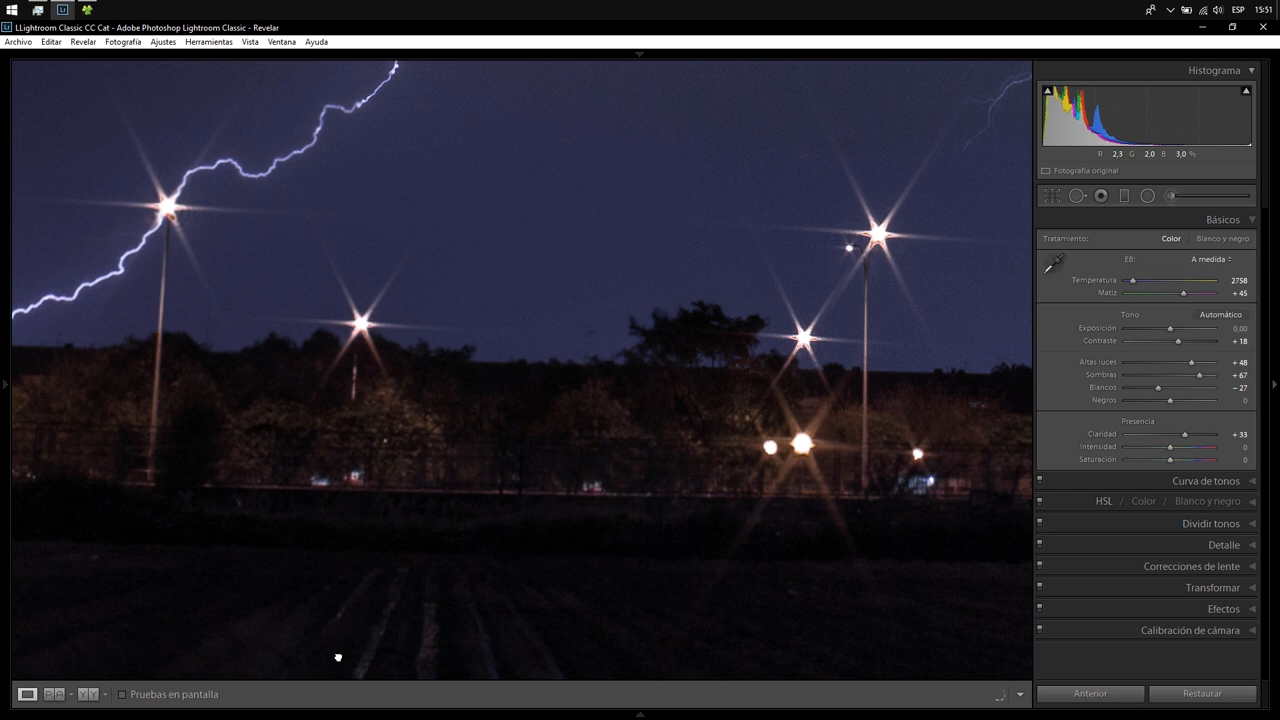 ESP 15:51
LLightroom Classic CC Cat - Adobe Photoshop Lightroom Classic - Revelar
Archivo Editar Revelar Fotografía Ajustes Herramientas Vista Ventana Ayuda
Histograma
R 2,3 G 2,0 B 3,0 %
Fotografía original
Básicos
Tratamiento: Color Blanco y negro
EB: A medida
Temperatura 2758
Matiz + 45
Tono Automático
Exposición 0,00
Contraste + 18
Altas luces + 48
Sombras + 67
Blancos − 27
Negros 0
Presencia
Claridad + 33
Intensidad 0
Saturación 0
Curva de tonos
HSL / Color / Blanco y negro
Dividir tonos
Detalle
Correcciones de lente
Transformar
Efectos
Calibración de cámara
Pruebas en pantalla
Anterior Restaurar